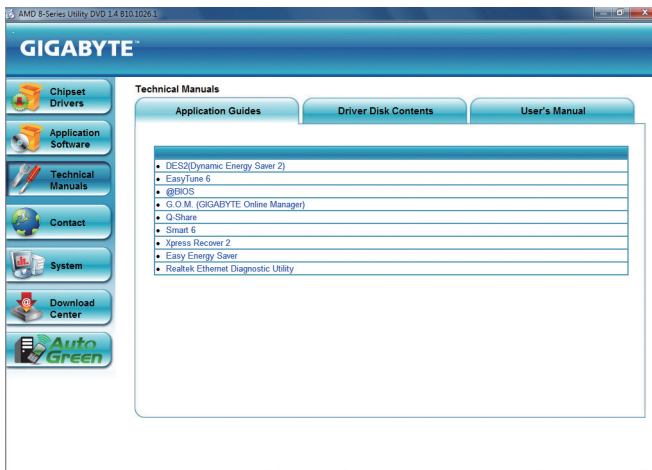 AMD 8-Series Utility DVD 1.4 B10.1026.1
GIGABYTE™
Chipset
Drivers
Application
Software
Technical
Manuals
Contact
System
Download
Center
Auto
Green
Technical Manuals
Application Guides
Driver Disk Contents
User's Manual
• DES2(Dynamic Energy Saver 2)
• EasyTune 6
• @BIOS
• G.O.M. (GIGABYTE Online Manager)
• Q-Share
• Smart 6
• Xpress Recover 2
• Easy Energy Saver
• Realtek Ethernet Diagnostic Utility